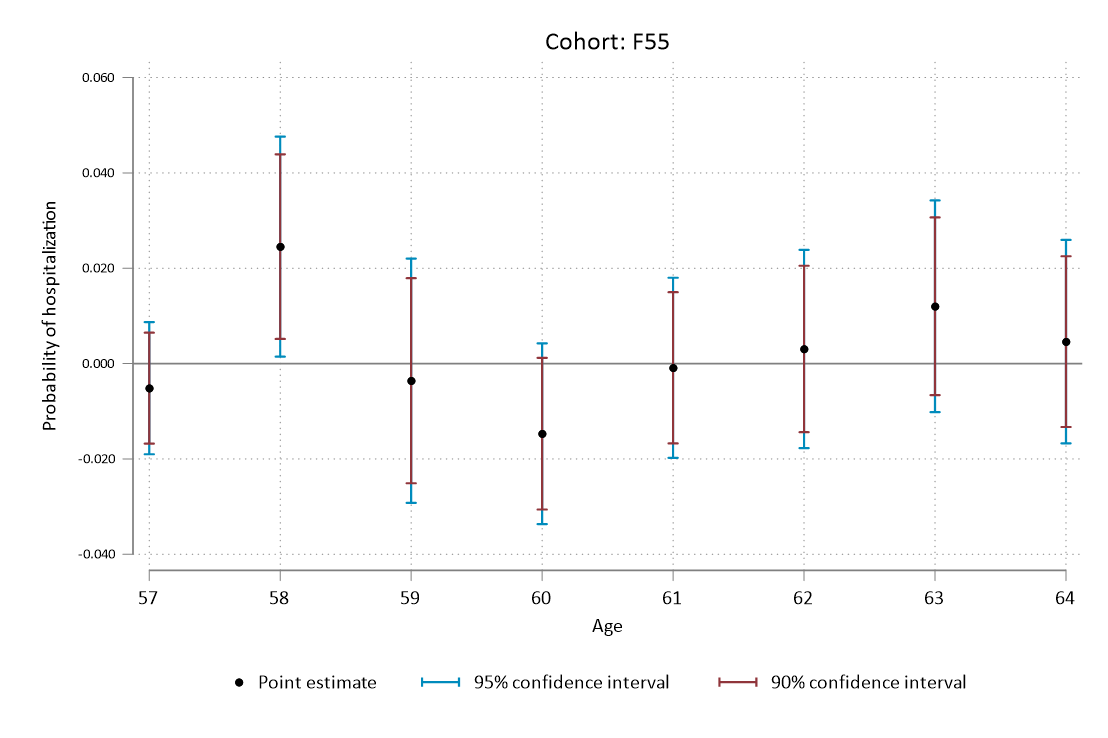 Cohort: F55
0.060
0.040
0.020
0.000
-0.020
-0.040
Probability of hospitalization
57 58 59 60 61 62 63 64
Age
Point estimate 95% confidence interval 90% confidence interval